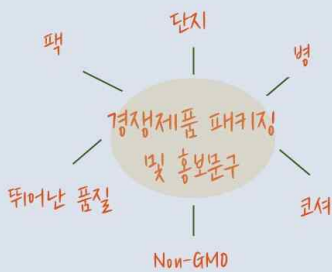 단지
팩
병
경쟁제품 패키징
및 홍보문구
뛰어난 품질
코셔
Non-GMO